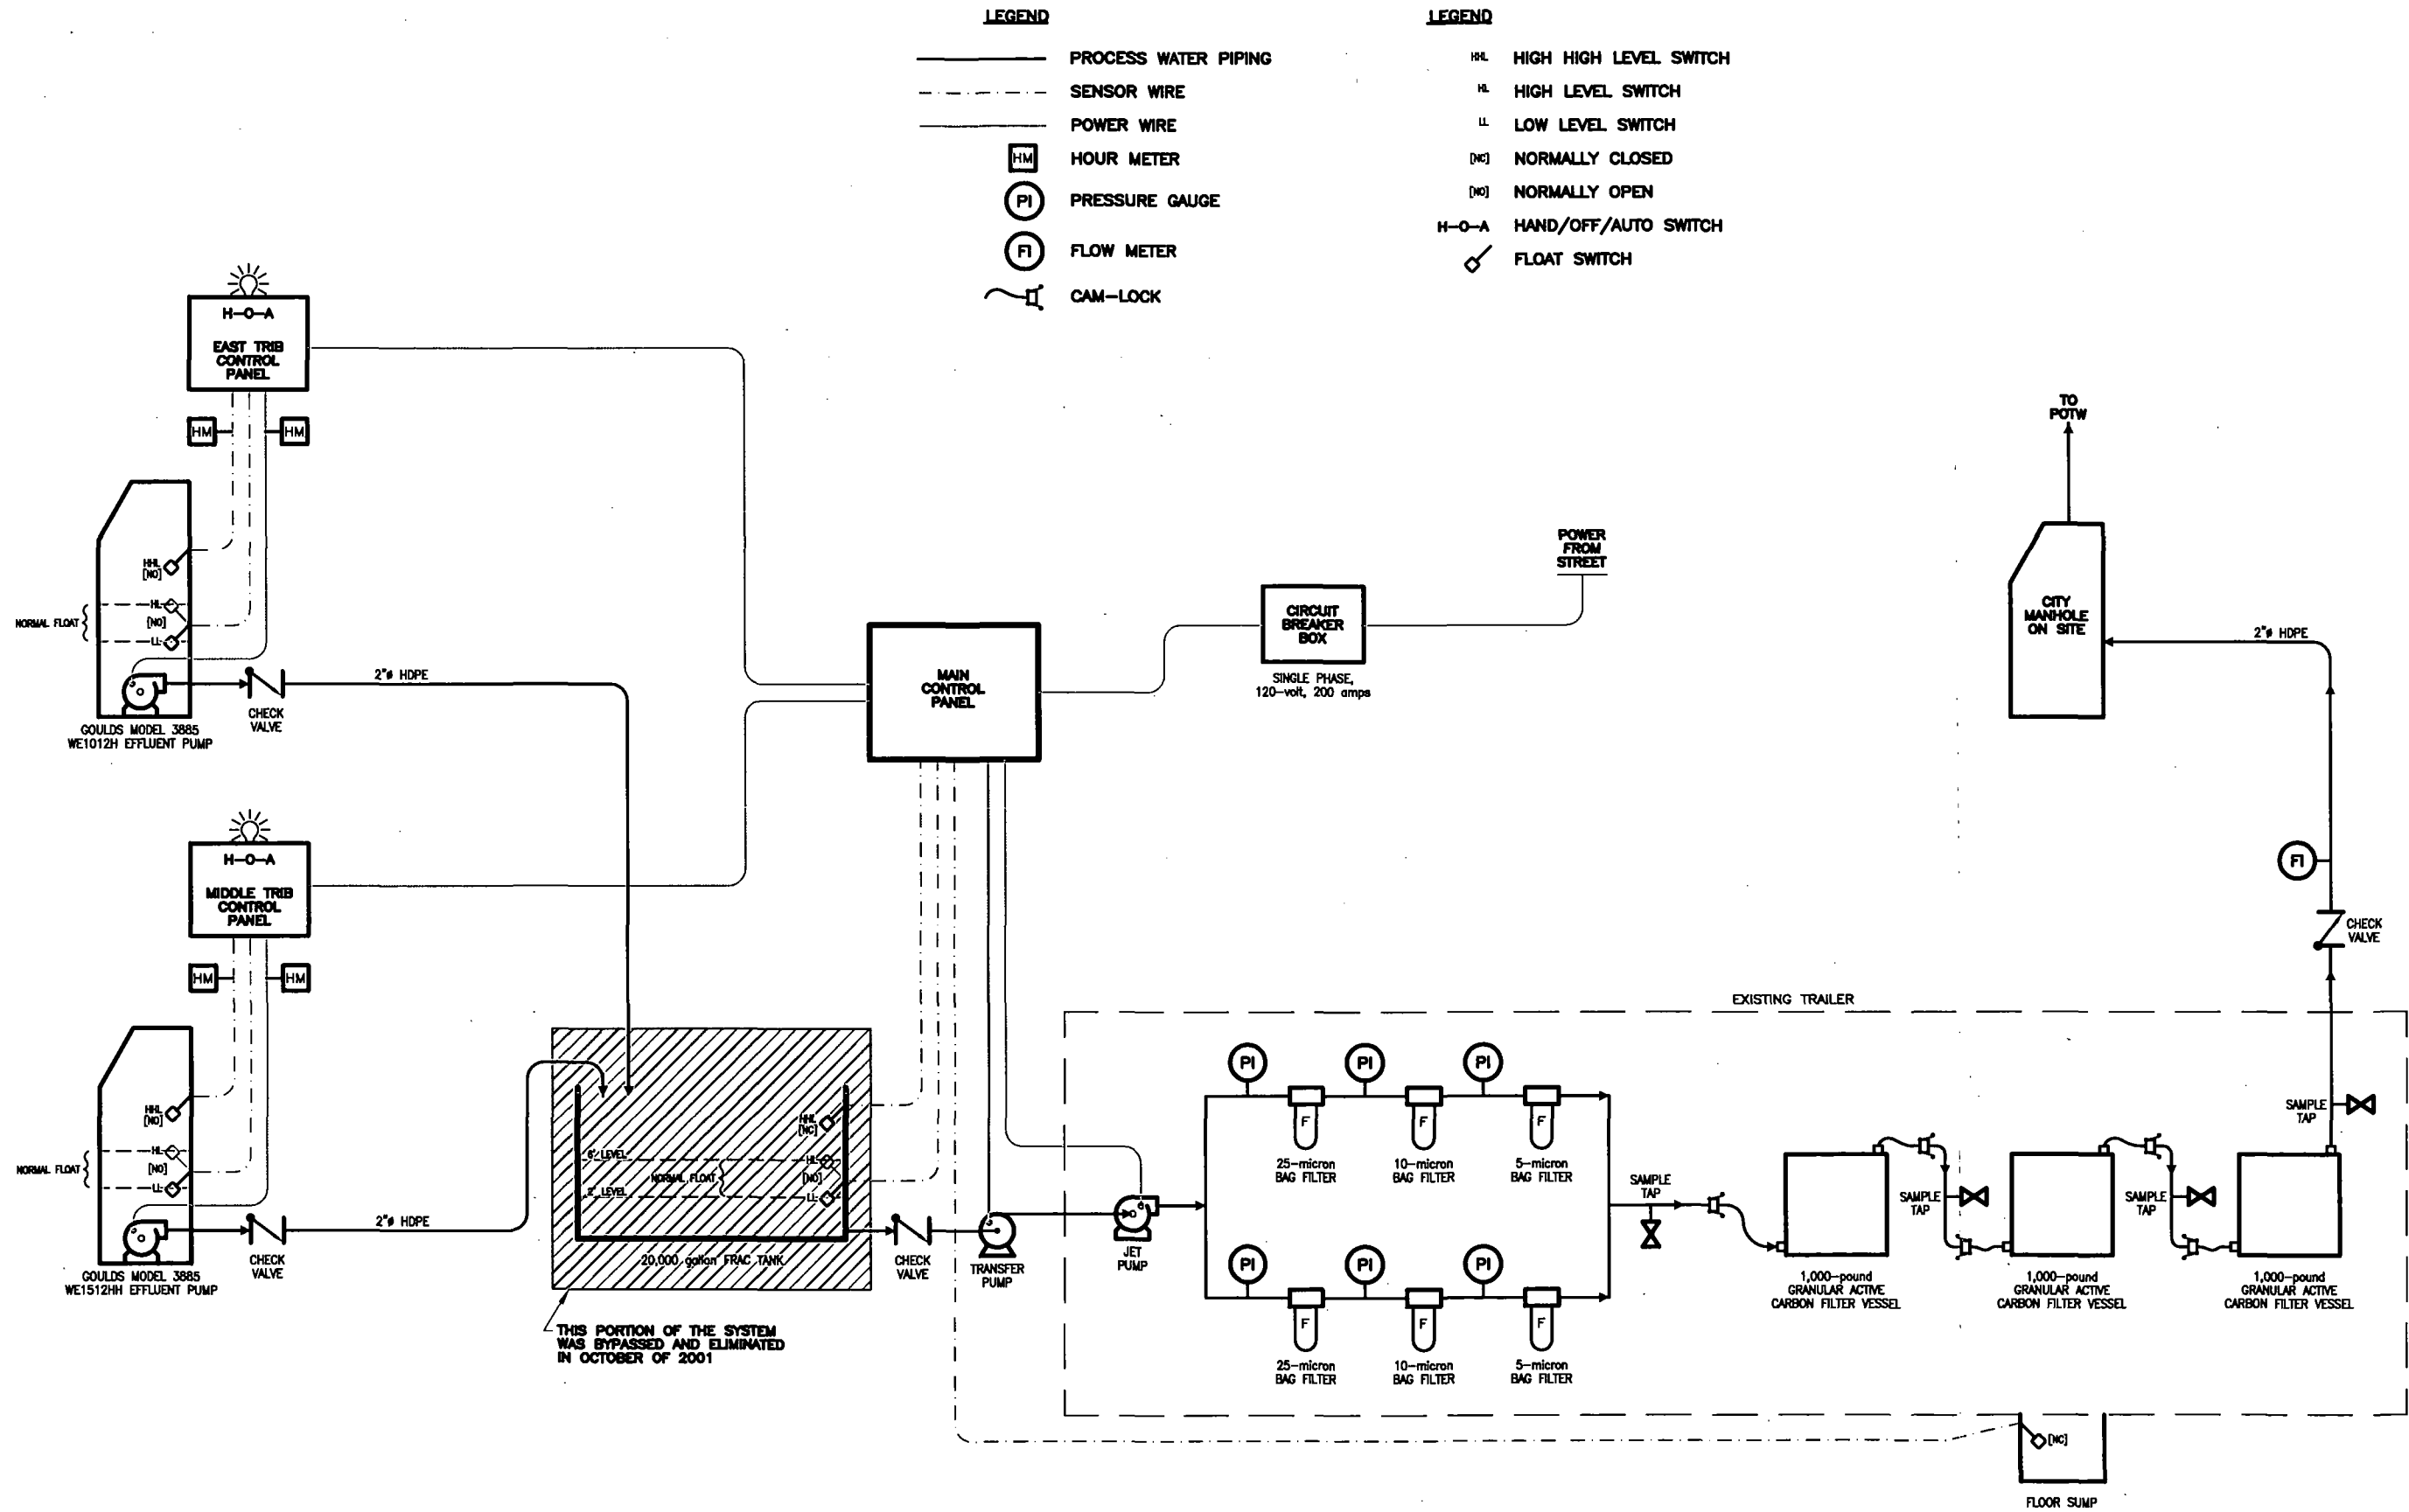 LEGEND
PROCESS WATER PIPING
SENSOR WIRE
POWER WIRE
HM HOUR METER
PI PRESSURE GAUGE
FI FLOW METER
CAM-LOCK
LEGEND
HHL HIGH HIGH LEVEL SWITCH
HL HIGH LEVEL SWITCH
LL LOW LEVEL SWITCH
[NC] NORMALLY CLOSED
[NO] NORMALLY OPEN
H-O-A HAND/OFF/AUTO SWITCH
FLOAT SWITCH
H-O-A
EAST TRIB
CONTROL
PANEL
HM
HM
HHL
[NO]
NORMAL FLOAT
HL
[NO]
LL
GOULDS MODEL 3885
WE1012H EFFLUENT PUMP
CHECK
VALVE
2"ø HDPE
H-O-A
MIDDLE TRIB
CONTROL
PANEL
HM
HM
HHL
[NO]
NORMAL FLOAT
HL
[NO]
LL
GOULDS MODEL 3885
WE1512HH EFFLUENT PUMP
CHECK
VALVE
2"ø HDPE
MAIN
CONTROL
PANEL
CIRCUIT
BREAKER
BOX
SINGLE PHASE,
120-volt, 200 amps
POWER
FROM
STREET
TO
POTW
CITY
MANHOLE
ON SITE
2"ø HDPE
FI
CHECK
VALVE
HHL
[NC]
6' LEVEL
HL
NORMAL FLOAT
[NO]
2' LEVEL
LL
20,000 gallon FRAC TANK
THIS PORTION OF THE SYSTEM
WAS BYPASSED AND ELIMINATED
IN OCTOBER OF 2001
CHECK
VALVE
TRANSFER
PUMP
JET
PUMP
EXISTING TRAILER
PI
PI
PI
F
F
F
25-micron
BAG FILTER
10-micron
BAG FILTER
5-micron
BAG FILTER
PI
PI
PI
F
F
F
25-micron
BAG FILTER
10-micron
BAG FILTER
5-micron
BAG FILTER
SAMPLE
TAP
SAMPLE
TAP
SAMPLE
TAP
SAMPLE
TAP
1,000-pound
GRANULAR ACTIVE
CARBON FILTER VESSEL
1,000-pound
GRANULAR ACTIVE
CARBON FILTER VESSEL
1,000-pound
GRANULAR ACTIVE
CARBON FILTER VESSEL
[NC]
FLOOR SUMP